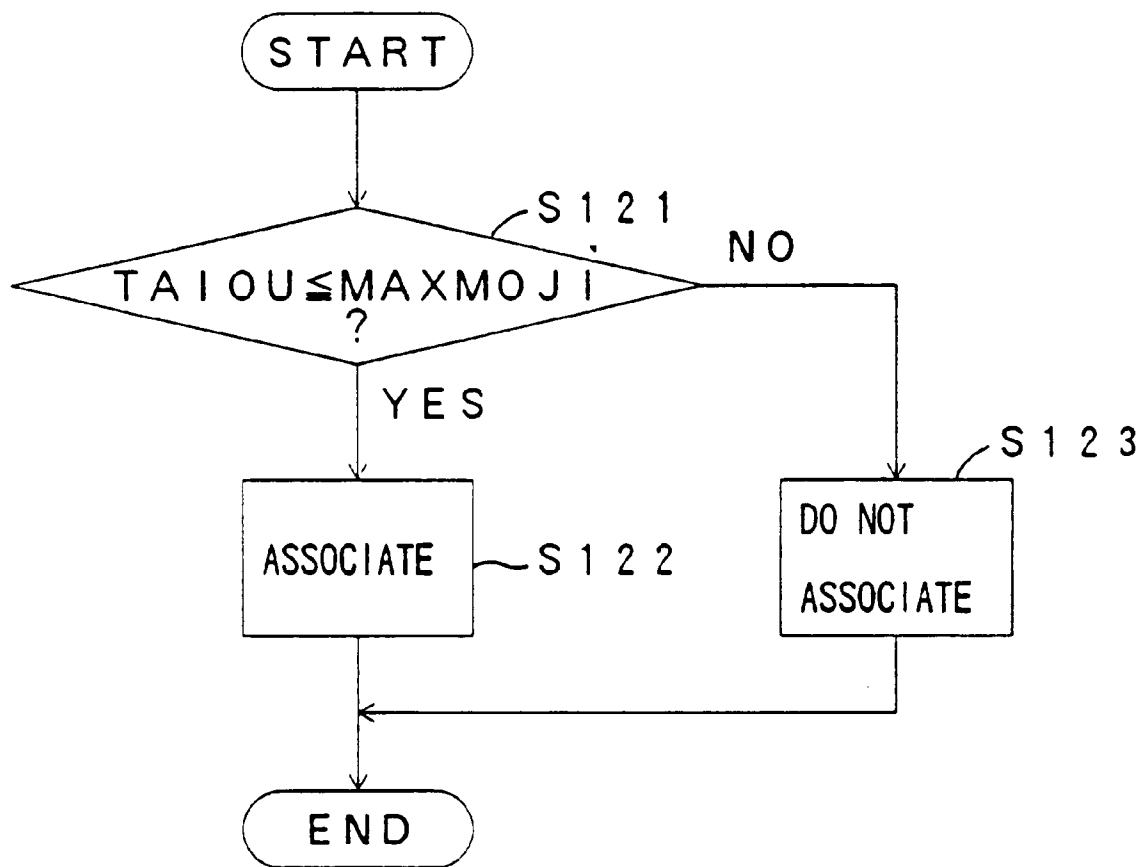 START
S121
NO
TAIOU≦MAXMOJi
?
YES
S123
DO NOT
ASSOCIATE
ASSOCIATE
S122
END